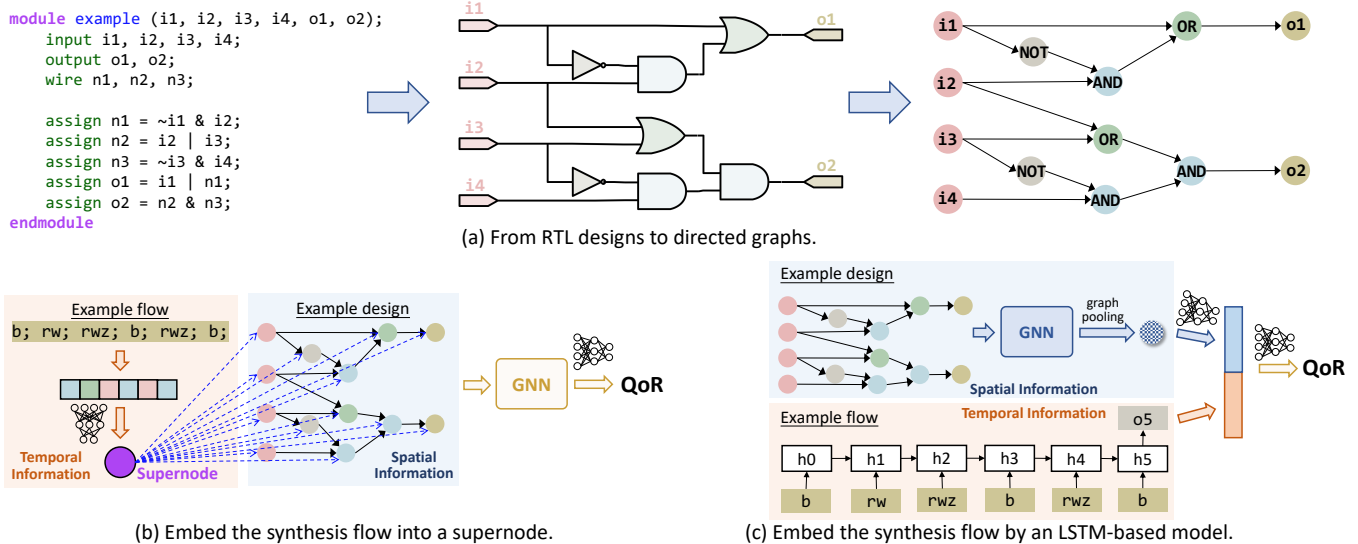 module example (i1, i2, i3, i4, o1, o2);
input i1, i2, i3, i4;
output o1, o2;
wire n1, n2, n3;
assign n1 = ~i1 & i2;
assign n2 = i2 | i3;
assign n3 = ~i3 & i4;
assign o1 = i1 | n1;
assign o2 = n2 & n3;
endmodule
i1
i2
i3
i4
o1
o2
i1
i2
i3
i4
NOT
AND
OR
o1
OR
NOT
AND
AND
o2
(a) From RTL designs to directed graphs.
Example flow
b; rw; rwz; b; rwz; b;
Temporal
Information
Supernode
Example design
Spatial
Information
GNN
QoR
(b) Embed the synthesis flow into a supernode.
Example design
GNN
graph
pooling
Spatial Information
Example flow
Temporal Information
o5
h0
h1
h2
h3
h4
h5
b
rw
rwz
b
rwz
b
QoR
(c) Embed the synthesis flow by an LSTM-based model.